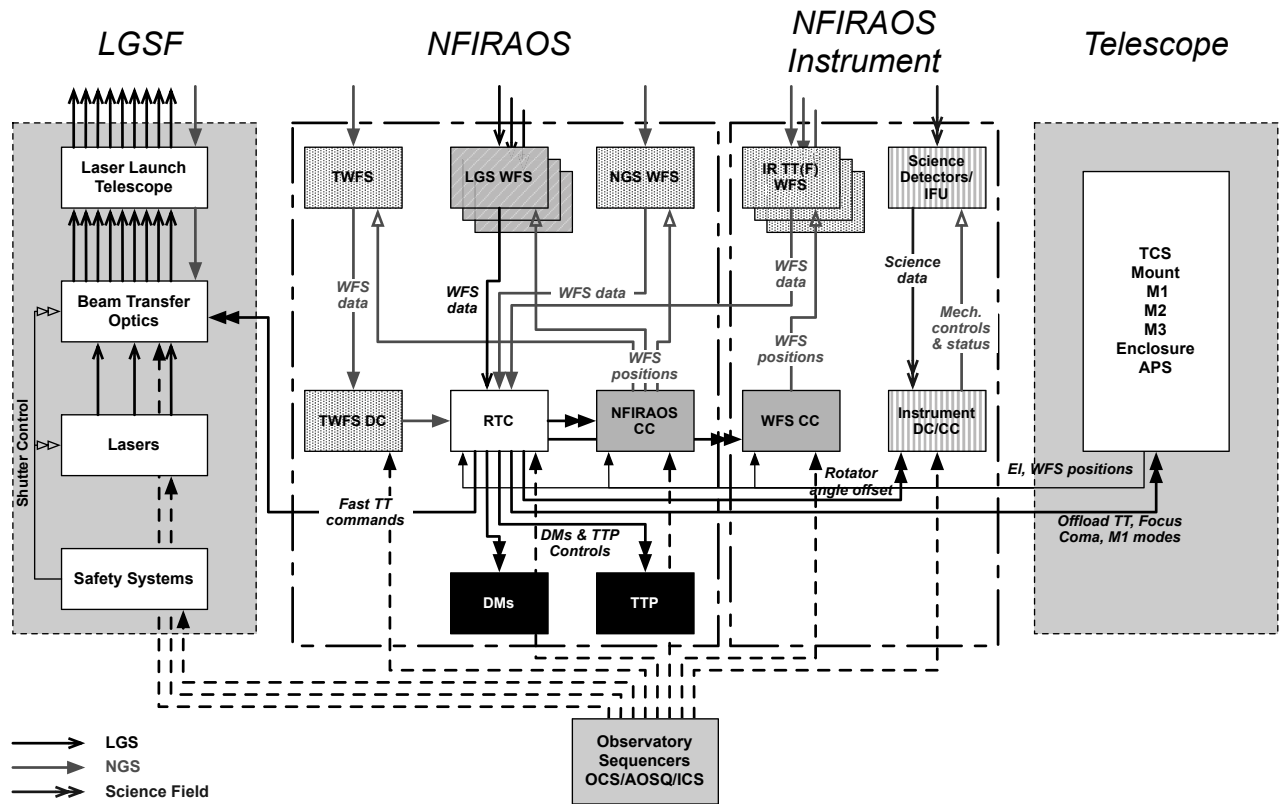 LGSF
NFIRAOS
NFIRAOS
Instrument
Telescope
Laser Launch
Telescope
TWFS
LGS WFS
NGS WFS
IR TT(F)
WFS
Science
Detectors/
IFU
TCS
Mount
M1
M2
M3
Enclosure
APS
WFS
data
WFS
data
WFS data
WFS
data
Science
data
Beam Transfer
Optics
Mech.
controls
& status
WFS
positions
WFS
positions
Shutter Control
Lasers
TWFS DC
RTC
NFIRAOS
CC
WFS CC
Instrument
DC/CC
EI, WFS positions
Rotator
angle offset
Fast TT
commands
DMs & TTP
Controls
Offload TT, Focus
Coma, M1 modes
Safety Systems
DMs
TTP
Observatory
Sequencers
OCS/AOSQ/ICS
LGS
NGS
Science Field